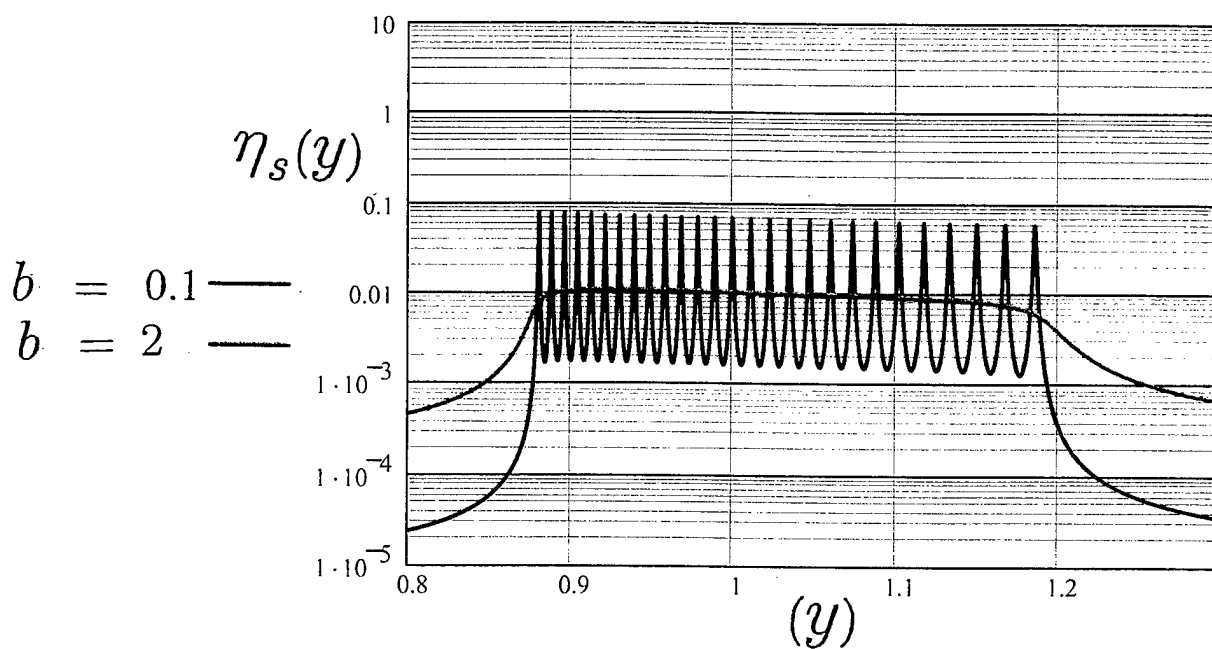 10
1
η_s(y)
0.1
b = 0.1
0.01
b = 2
1·10^-3
1·10^-4
1·10^-5
0.8 0.9 1 1.1 1.2
(y)